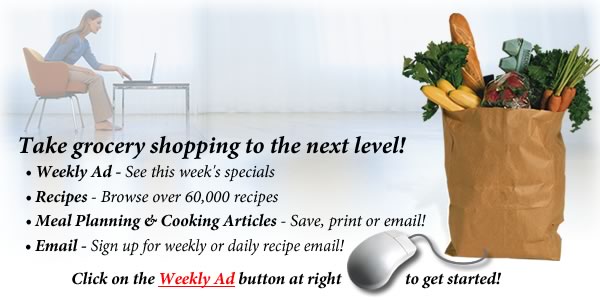 Take grocery shopping to the next level!
• Weekly Ad - See this week's specials
• Recipes - Browse over 60,000 recipes
• Meal Planning & Cooking Articles - Save, print or email!
• Email - Sign up for weekly or daily recipe email!
Click on the Weekly Ad button at right to get started!